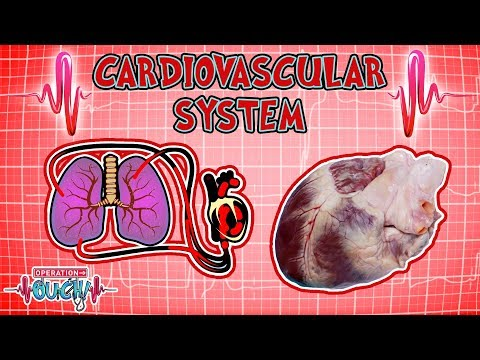 CARDIOVASCULAR
SYSTEM
OPERATION
OUCH!